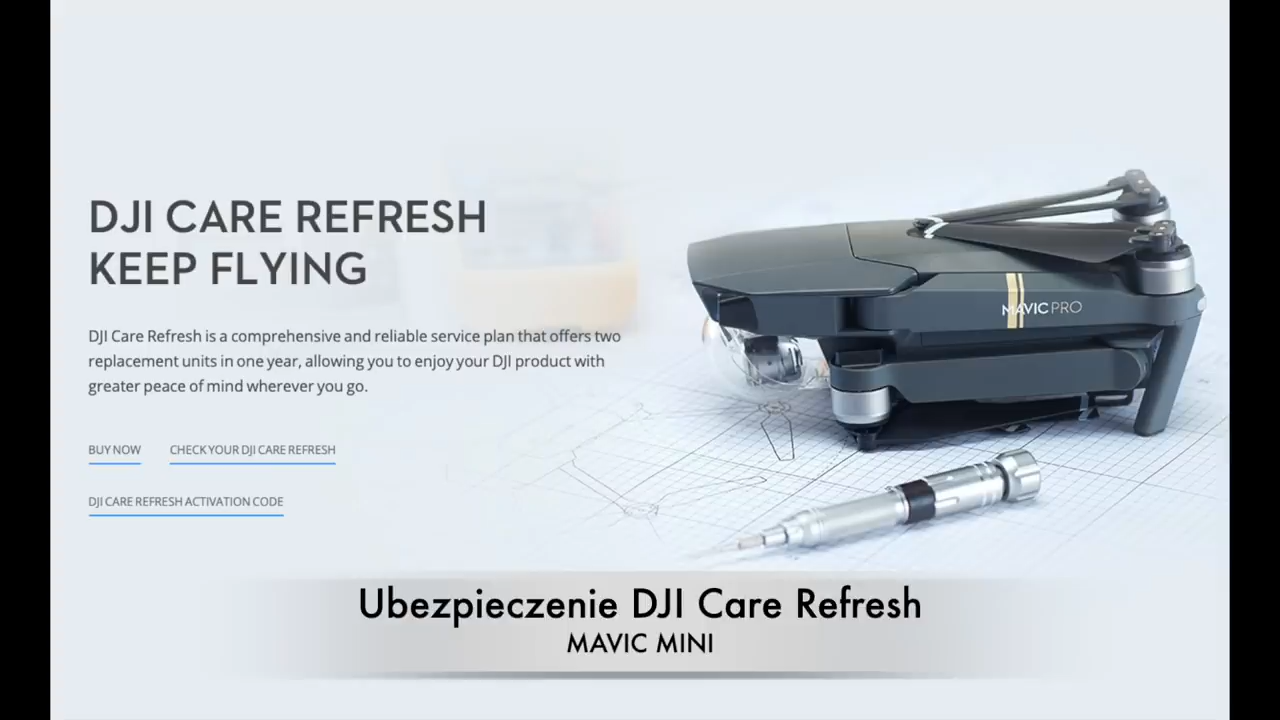 DJI CARE REFRESH
KEEP FLYING
DJI Care Refresh is a comprehensive and reliable service plan that offers two
replacement units in one year, allowing you to enjoy your DJI product with
greater peace of mind wherever you go.
BUY NOW CHECK YOUR DJI CARE REFRESH
DJI CARE REFRESH ACTIVATION CODE
MAVIC PRO
Ubezpieczenie DJI Care Refresh
MAVIC MINI